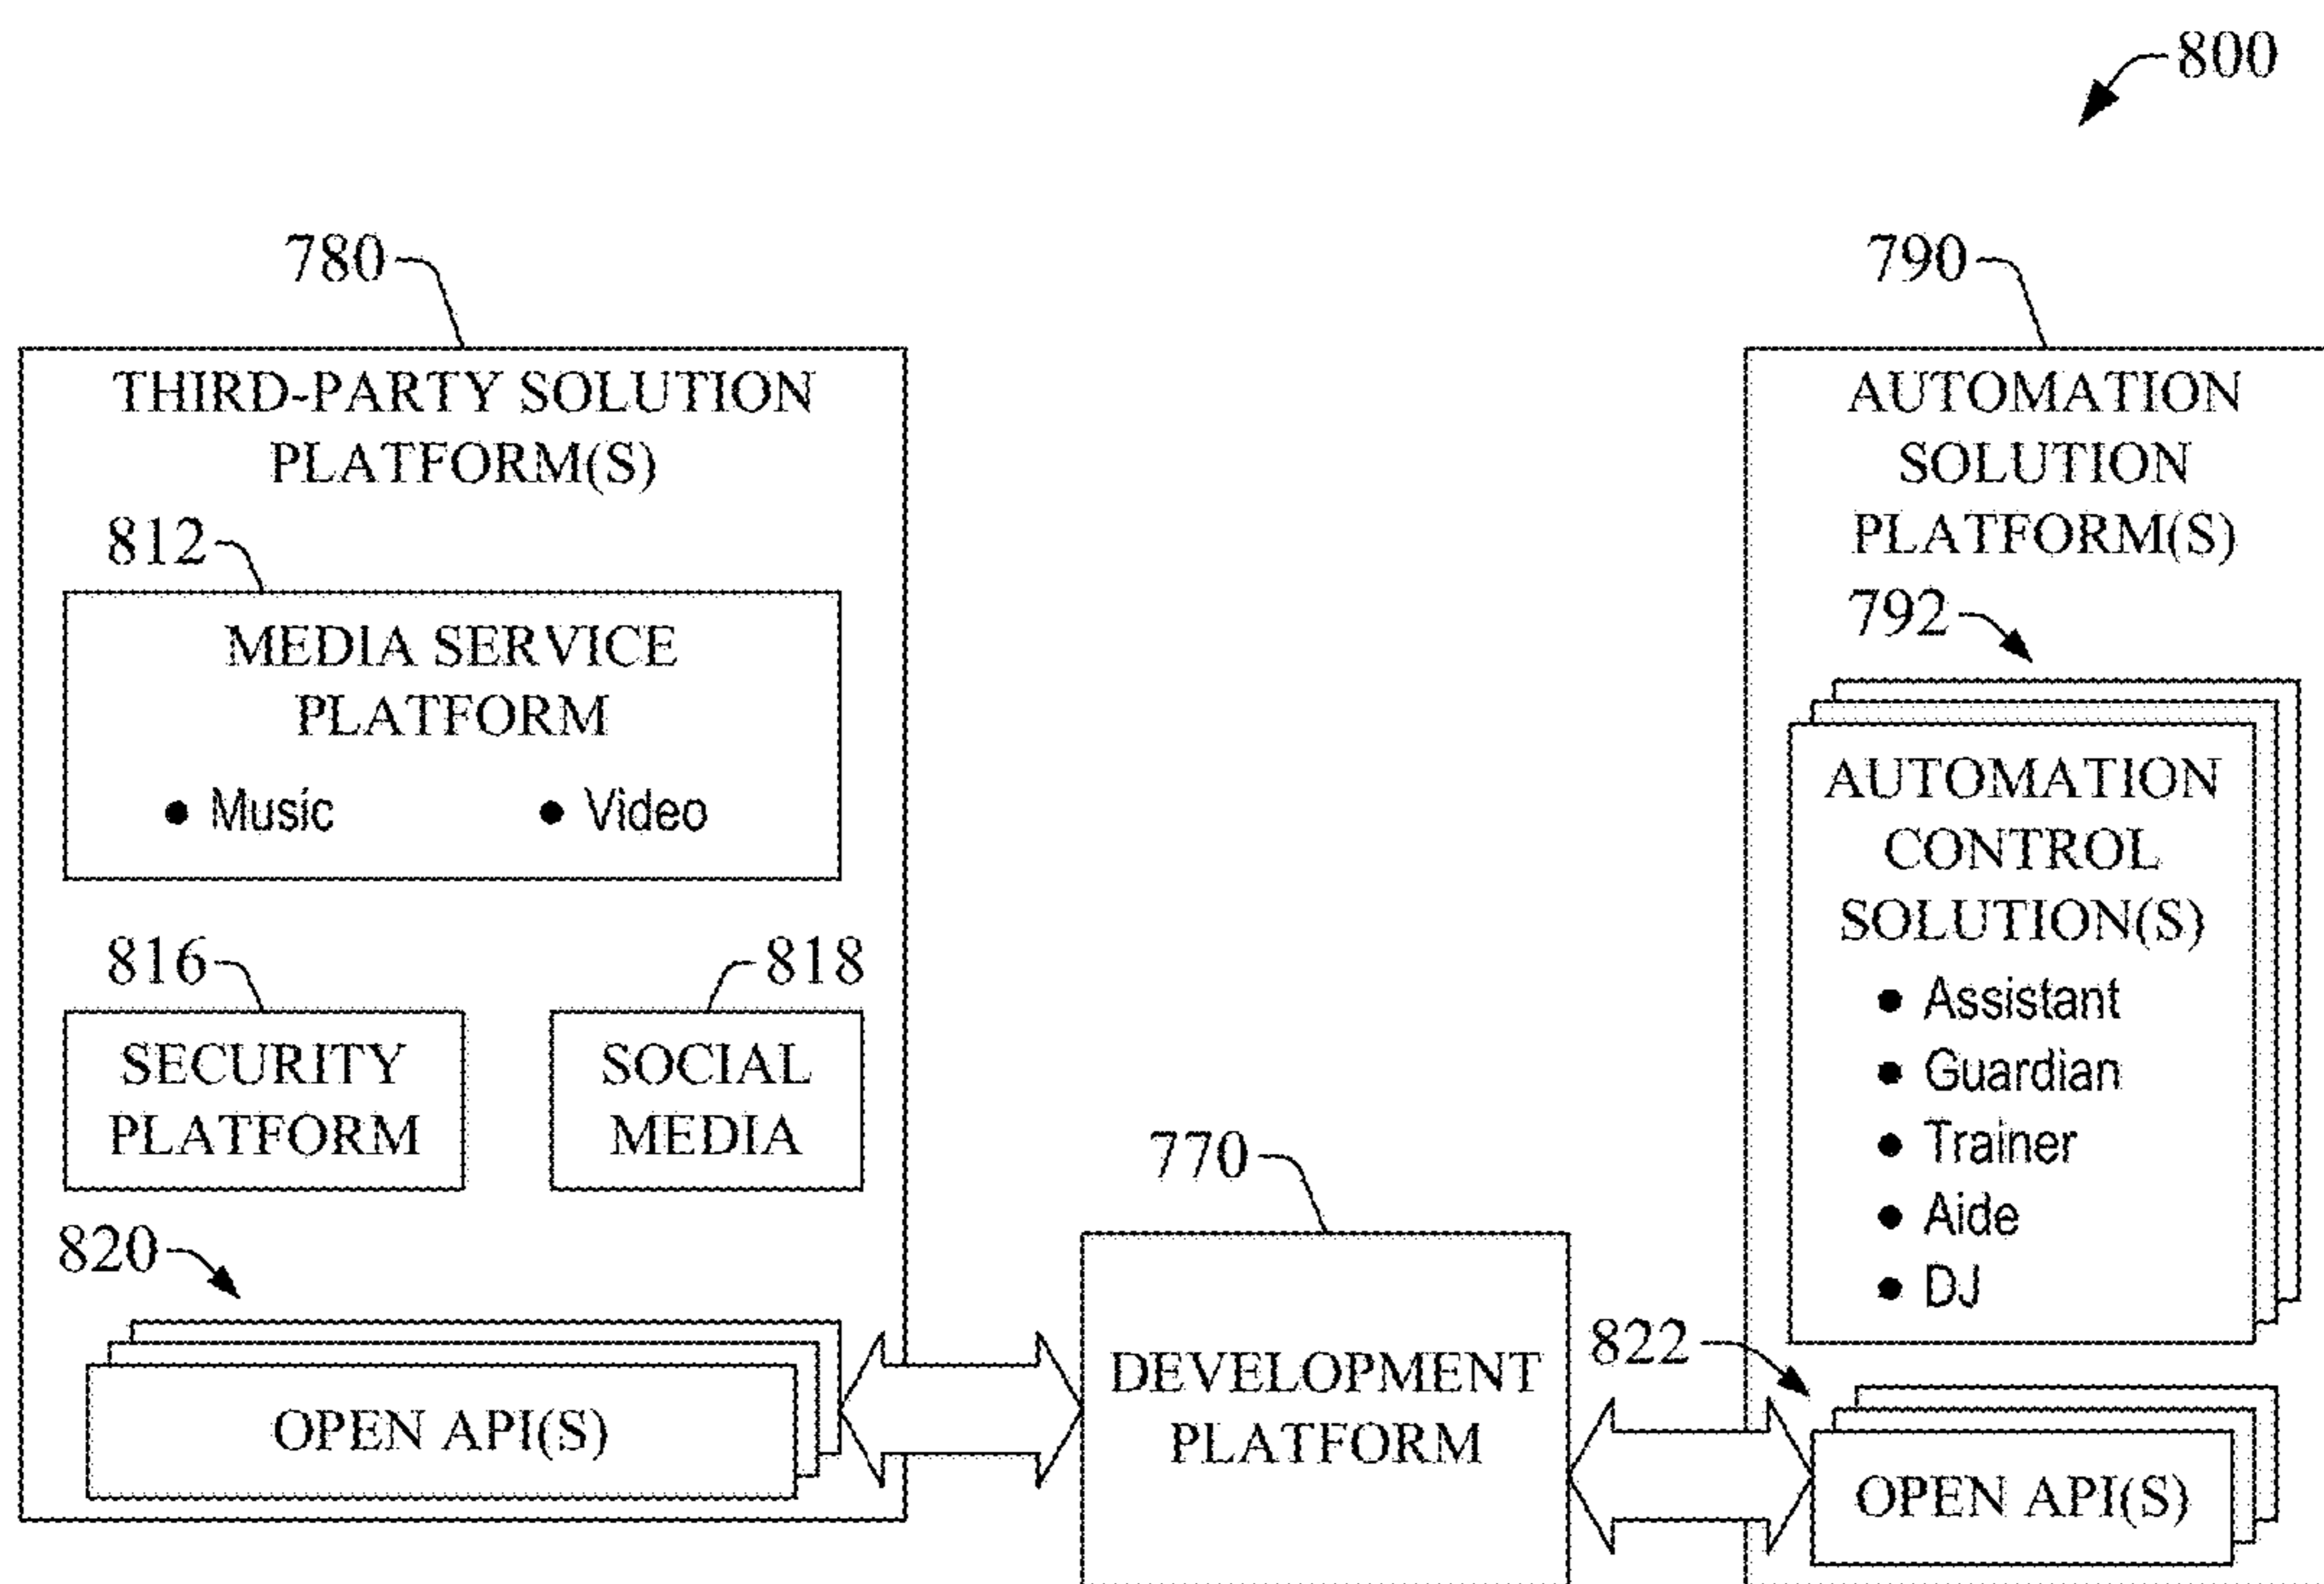 800
780
THIRD-PARTY SOLUTION
PLATFORM(S)
812
MEDIA SERVICE
PLATFORM
• Music • Video
816
SECURITY
PLATFORM
818
SOCIAL
MEDIA
820
OPEN API(S)
770
DEVELOPMENT
PLATFORM
790
AUTOMATION
SOLUTION
PLATFORM(S)
792
AUTOMATION
CONTROL
SOLUTION(S)
• Assistant
• Guardian
• Trainer
• Aide
• DJ
822
OPEN API(S)